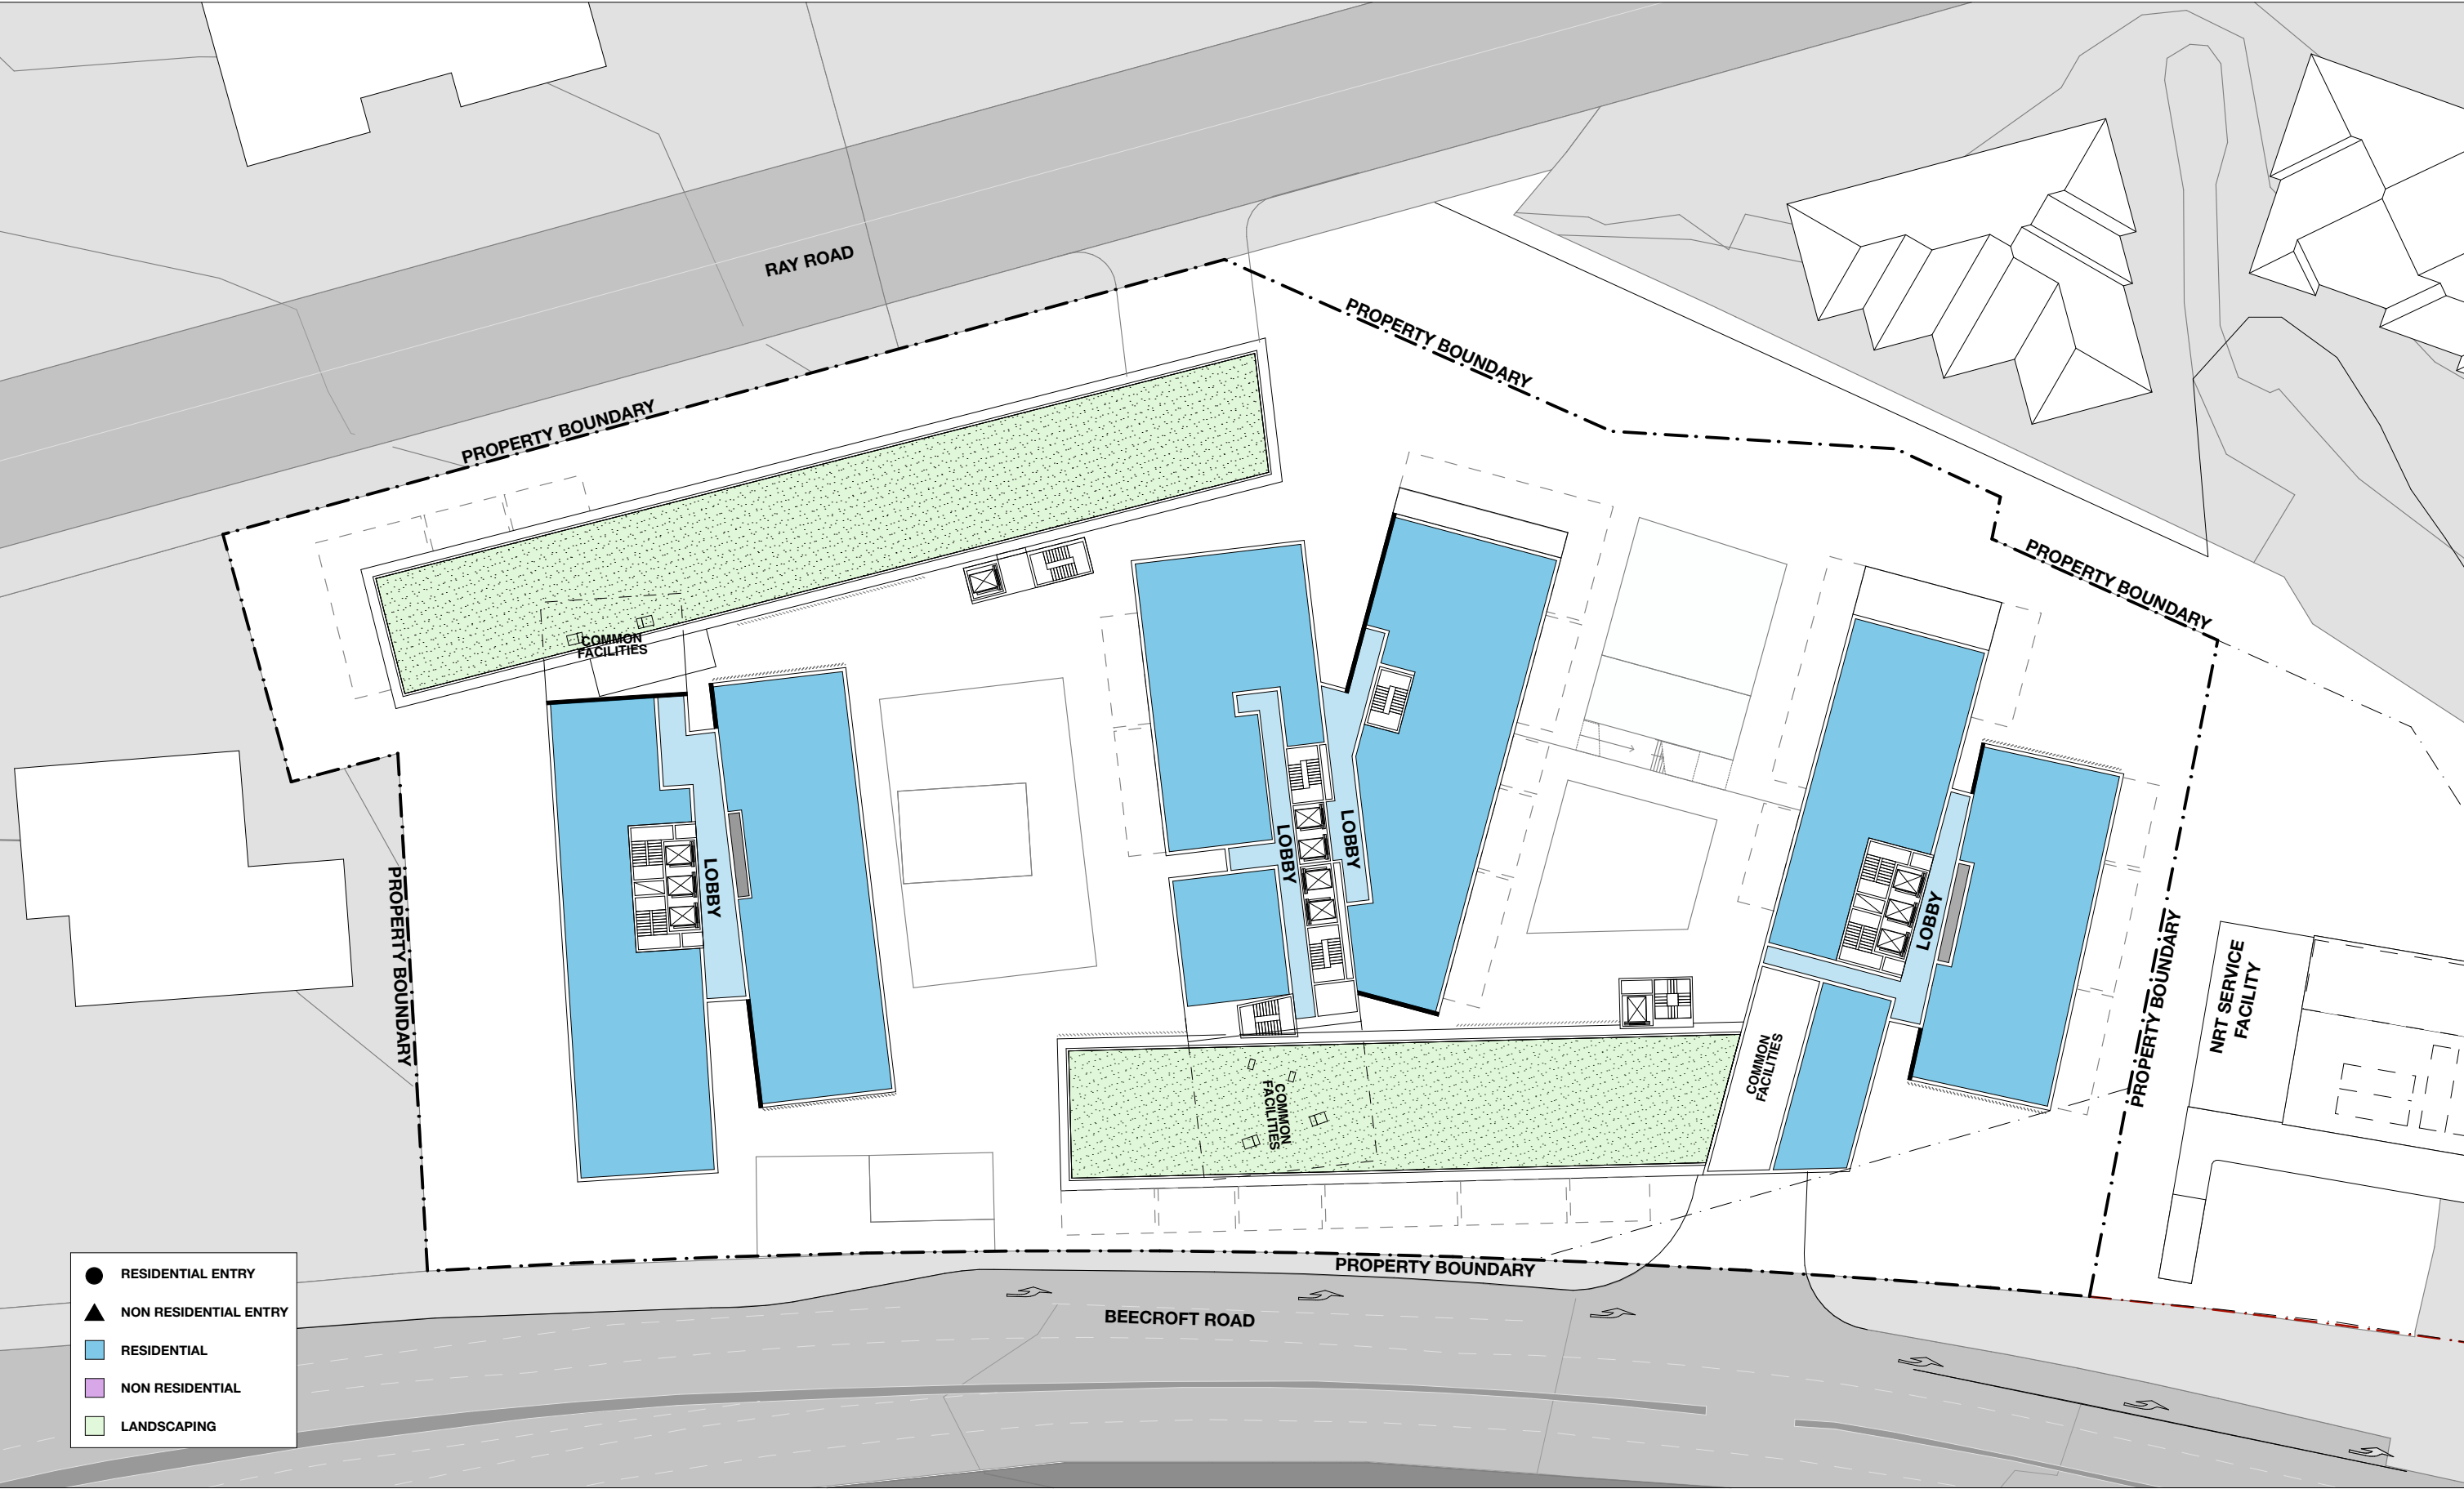 RAY ROAD
PROPERTY BOUNDARY
PROPERTY BOUNDARY
PROPERTY BOUNDARY
COMMON
FACILITIES
LOBBY
LOBBY
LOBBY
LOBBY
PROPERTY BOUNDARY
PROPERTY BOUNDARY
NRT SERVICE
FACILITY
COMMON
FACILITIES
COMMON
FACILITIES
PROPERTY BOUNDARY
BEECROFT ROAD
RESIDENTIAL ENTRY
NON RESIDENTIAL ENTRY
RESIDENTIAL
NON RESIDENTIAL
LANDSCAPING